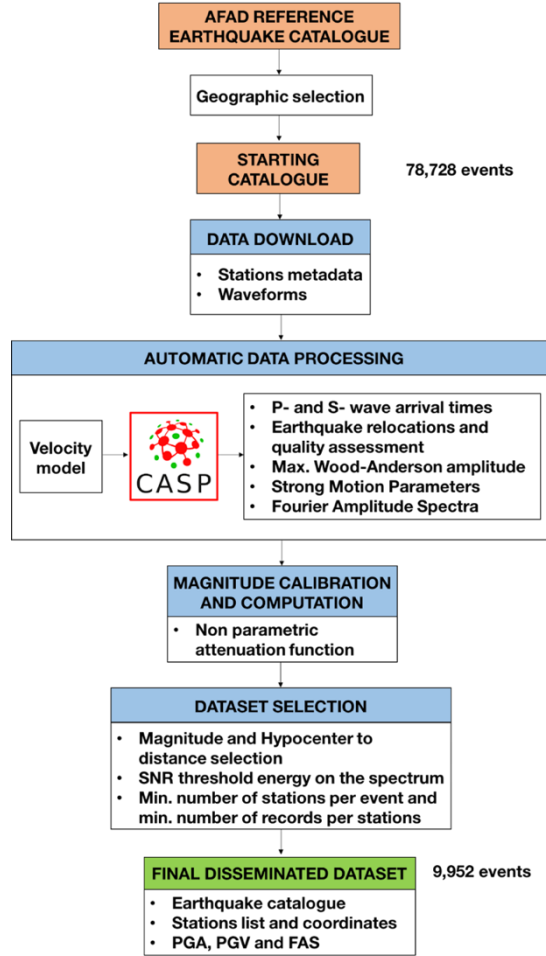 AFAD REFERENCE
EARTHQUAKE CATALOGUE
Geographic selection
STARTING
CATALOGUE
78,728 events
DATA DOWNLOAD
• Stations metadata
• Waveforms
AUTOMATIC DATA PROCESSING
Velocity
model
CASP
• P- and S- wave arrival times
• Earthquake relocations and
quality assessment
• Max. Wood-Anderson amplitude
• Strong Motion Parameters
• Fourier Amplitude Spectra
MAGNITUDE CALIBRATION
AND COMPUTATION
• Non parametric
attenuation function
DATASET SELECTION
• Magnitude and Hypocenter to
distance selection
• SNR threshold energy on the spectrum
• Min. number of stations per event and
min. number of records per stations
FINAL DISSEMINATED DATASET
9,952 events
• Earthquake catalogue
• Stations list and coordinates
• PGA, PGV and FAS